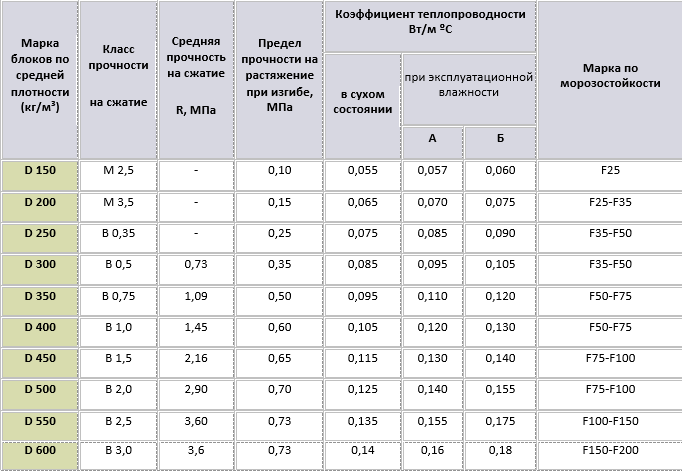 Марка блоков по средней плотности (кг/м³)
Класс прочности на сжатие
Средняя прочность на сжатие R, МПа
Предел прочности на растяжение при изгибе, МПа
Коэффициент теплопроводности Вт/м ºС
в сухом состоянии
при эксплуатационной влажности
А
Б
Марка по морозостойкости
D 150 М 2,5 - 0,10 0,055 0,057 0,060 F25
D 200 М 3,5 - 0,15 0,065 0,070 0,075 F25-F35
D 250 В 0,35 - 0,25 0,075 0,085 0,090 F35-F50
D 300 В 0,5 0,73 0,35 0,085 0,095 0,105 F35-F50
D 350 В 0,75 1,09 0,50 0,095 0,110 0,120 F50-F75
D 400 В 1,0 1,45 0,60 0,105 0,120 0,130 F50-F75
D 450 В 1,5 2,16 0,65 0,115 0,130 0,140 F75-F100
D 500 В 2,0 2,90 0,70 0,125 0,140 0,155 F75-F100
D 550 В 2,5 3,60 0,73 0,135 0,155 0,175 F100-F150
D 600 В 3,0 3,6 0,73 0,14 0,16 0,18 F150-F200